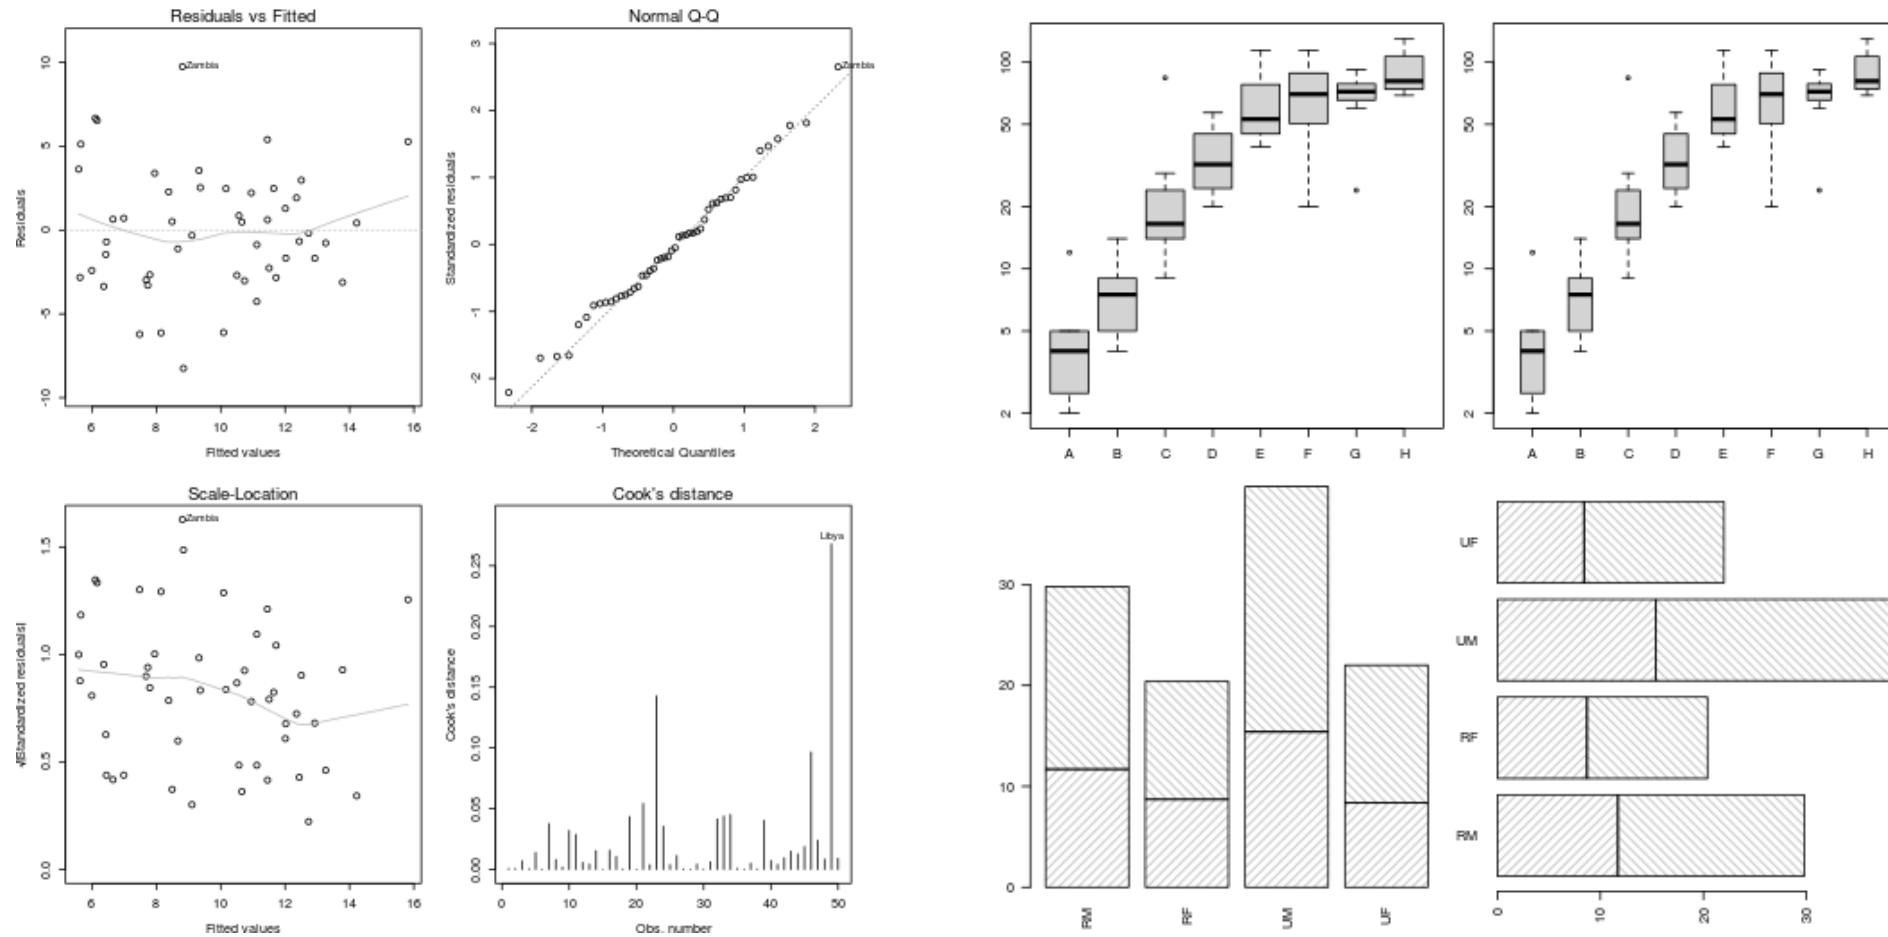 Residuals vs Fitted
Residuals
-10 -5 0 5 10
Zambia
6 8 10 12 14 16
Fitted values
Normal Q-Q
Standardized residuals
-2 -1 0 1 2 3
Zambia
-2 -1 0 1 2
Theoretical Quantiles
2 5 10 20 50 100
A B C D E F G H
2 5 10 20 50 100
A B C D E F G H
Scale-Location
√|Standardized residuals|
0.0 0.5 1.0 1.5
Zambia
6 8 10 12 14 16
Fitted values
Cook's distance
Cook's distance
0.00 0.05 0.10 0.15 0.20 0.25
Libya
0 10 20 30 40 50
Obs. number
0 10 20 30
RM RF UM UF
UF
UM
RF
RM
0 10 20 30